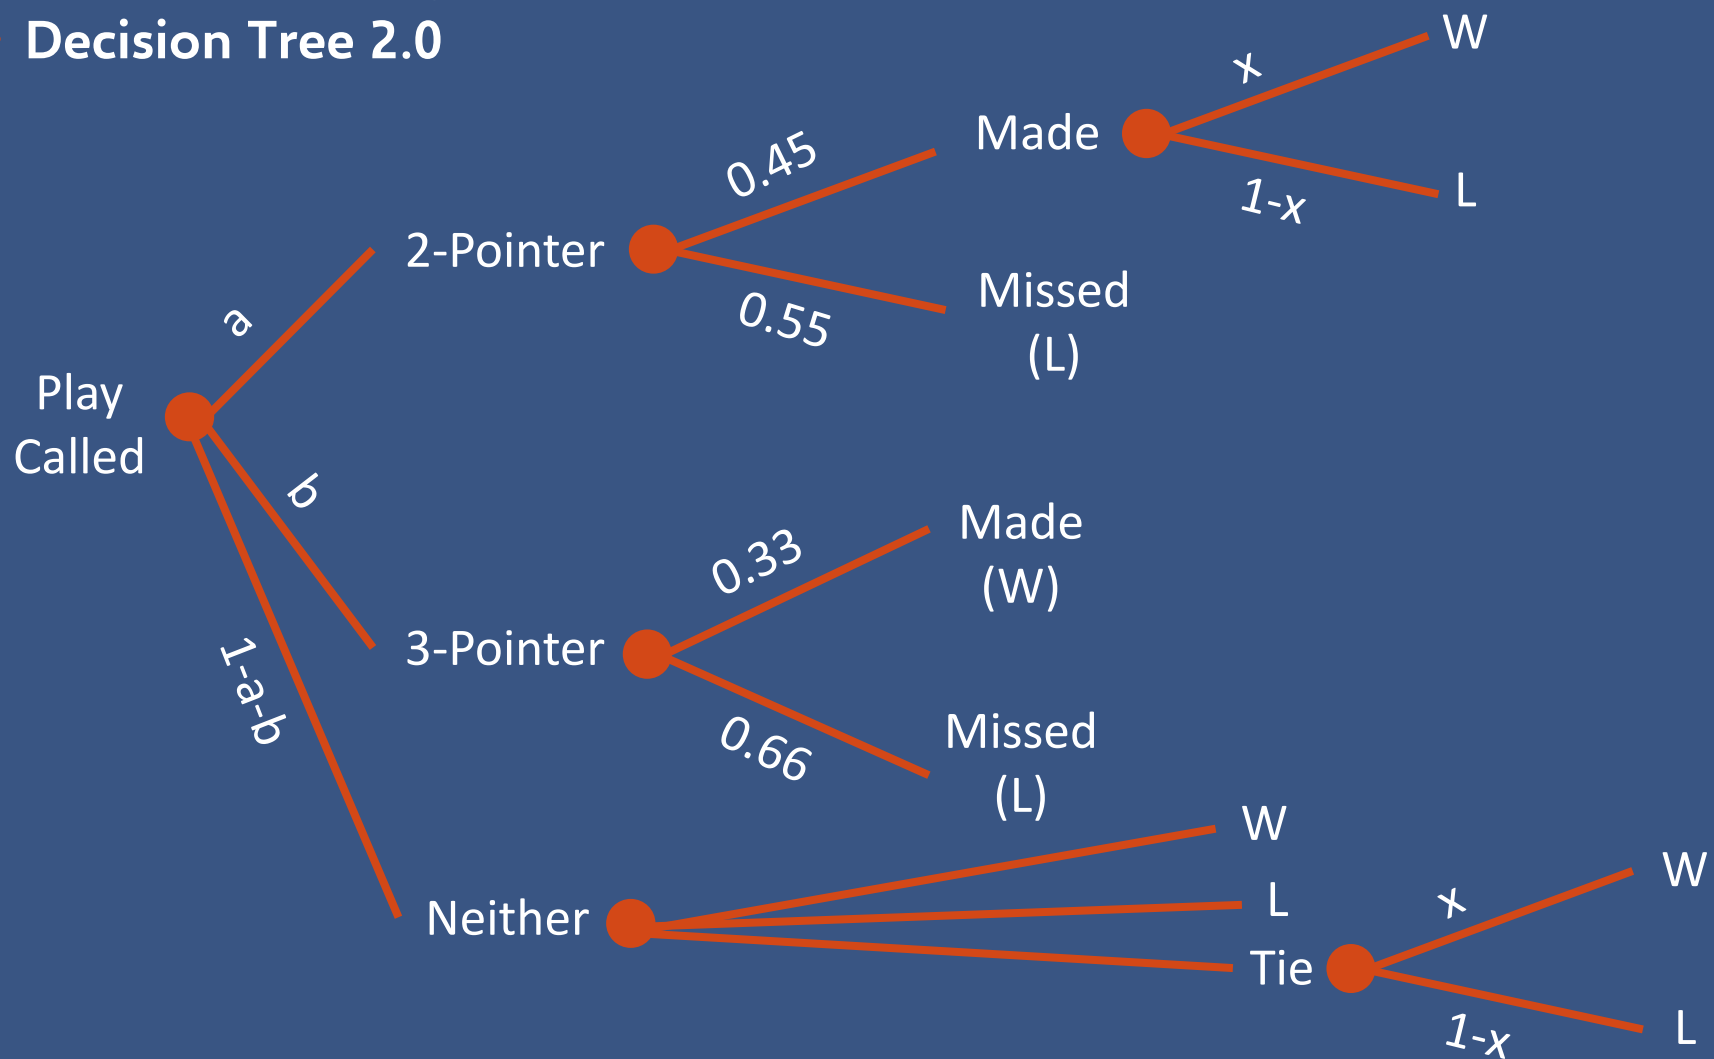 Decision Tree 2.0
W
x
Made
0.45
1-x
L
2-Pointer
Missed
(L)
0.55
a
Play
Called
b
Made
(W)
0.33
3-Pointer
1-a-b
Missed
(L)
0.66
W
L
Neither
Tie
x
W
1-x
L